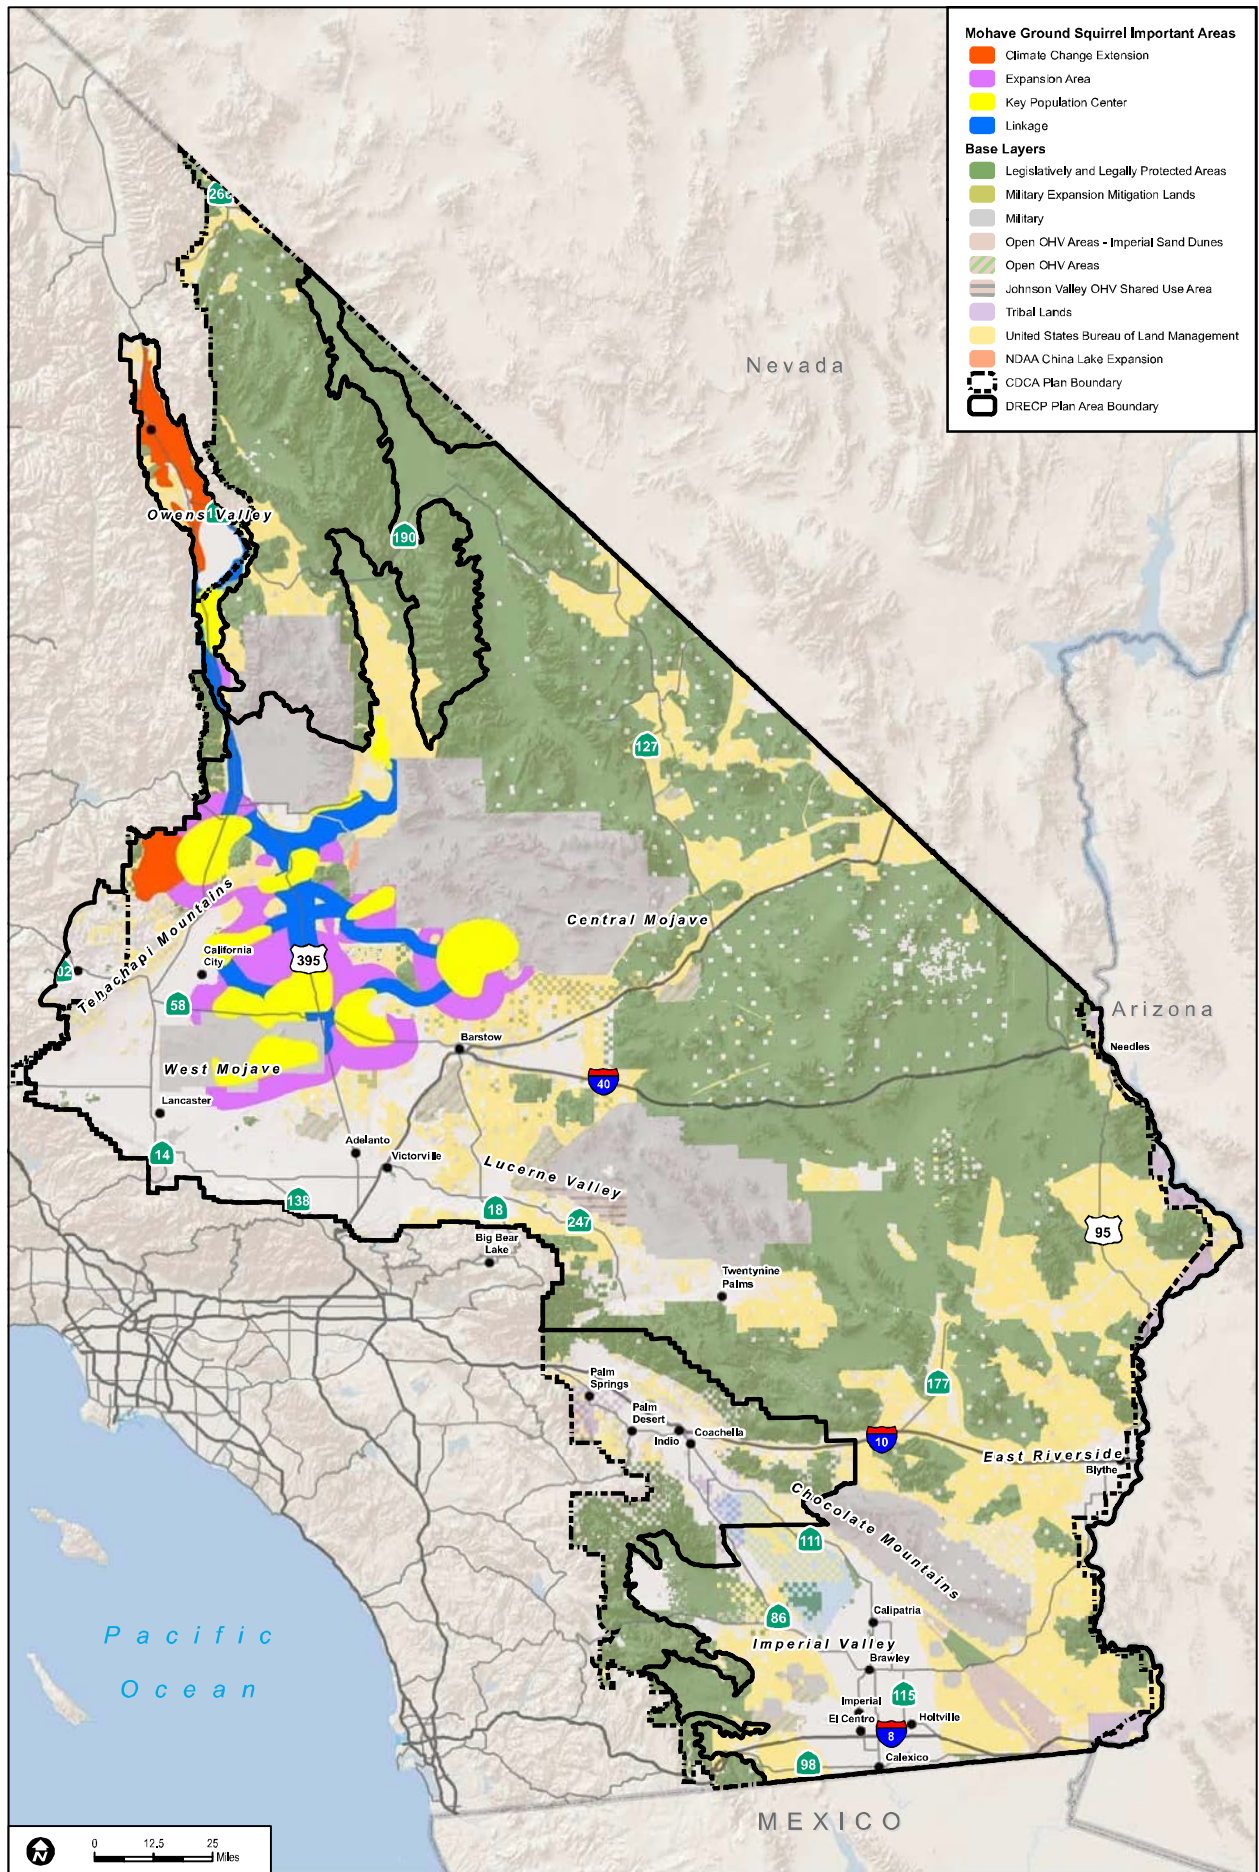 Mohave Ground Squirrel Important Areas
Climate Change Extension
Expansion Area
Key Population Center
Linkage
Base Layers
Legislatively and Legally Protected Areas
Military Expansion Mitigation Lands
Military
Open OHV Areas - Imperial Sand Dunes
Open OHV Areas
Johnson Valley OHV Shared Use Area
Tribal Lands
United States Bureau of Land Management
NDAA China Lake Expansion
CDCA Plan Boundary
DRECP Plan Area Boundary
Nevada
Owens Valley
190
127
Central Mojave
Tehachapi Mountains
California
City
395
58
Arizona
Needles
Barstow
West Mojave
40
Lancaster
14
Adelanto
Victorville
Lucerne Valley
138
18
247
95
Big Bear
Lake
Twentynine
Palms
Palm
Springs
177
Palm
Desert
Indio
Coachella
10
East Riverside
Blythe
Chocolate Mountains
111
86
Calipatria
Imperial Valley
Brawley
115
Imperial
El Centro
Holtville
8
98
Calexico
Pacific
Ocean
MEXICO
N
0 12.5 25
Miles